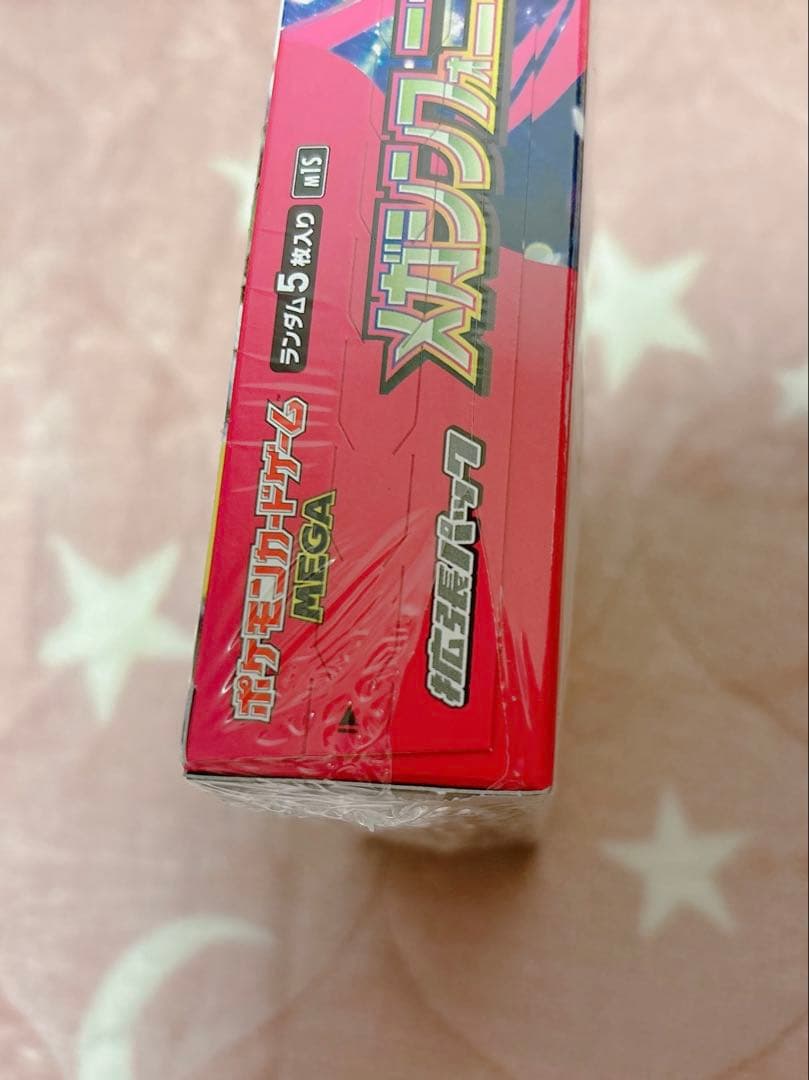 ポケモンカードゲーム
MEGA
ランダム5枚入り M1S
拡張パック
メガシンフォニ